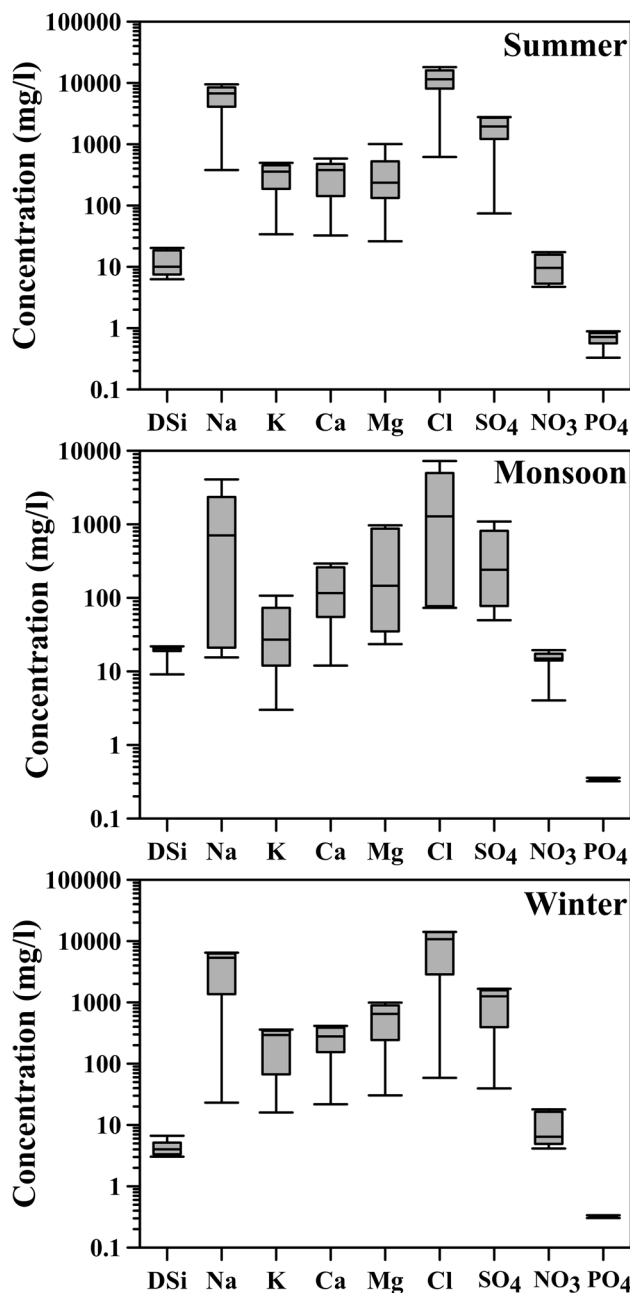 Summer
Concentration (mg/l)
100000
10000
1000
100
10
1
0.1
DSi Na K Ca Mg Cl SO4 NO3 PO4
Monsoon
Concentration (mg/l)
10000
1000
100
10
1
0.1
DSi Na K Ca Mg Cl SO4 NO3 PO4
Winter
Concentration (mg/l)
100000
10000
1000
100
10
1
0.1
DSi Na K Ca Mg Cl SO4 NO3 PO4